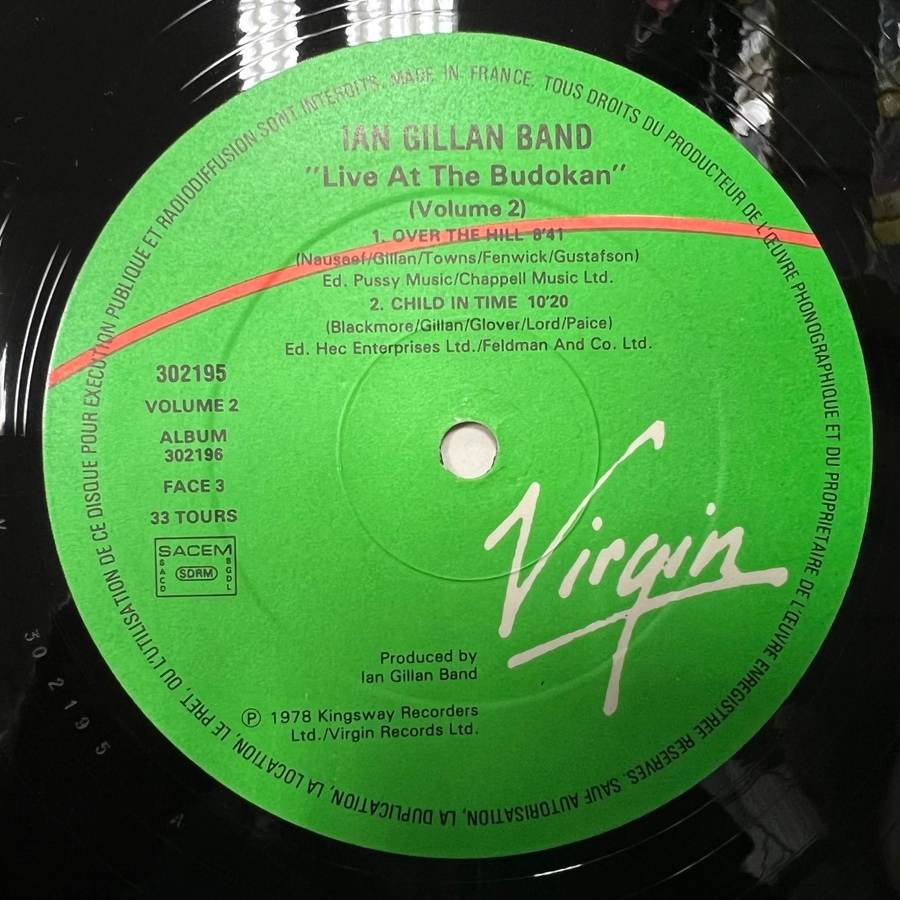 IAN GILLAN BAND
"Live At The Budokan"
(Volume 2)
1. OVER THE HILL 8'41
(Nauseef/Gillan/Towns/Fenwick/Gustafson)
Ed. Pussy Music/Chappell Music Ltd.
2. CHILD IN TIME 10'20
(Blackmore/Gillan/Glover/Lord/Paice)
Ed. Hec Enterprises Ltd./Feldman And Co. Ltd.
302195
VOLUME 2
ALBUM
302196
FACE 3
33 TOURS
SACEM
SACD
SDRM
SGDL
Virgin
Produced by
Ian Gillan Band
Ⓟ 1978 Kingsway Recorders
Ltd./Virgin Records Ltd.
MADE IN FRANCE. TOUS DROITS DU PRODUCTEUR DE L'ŒUVRE PHONOGRAPHIQUE ET DU PROPRIETAIRE DE L'ŒUVRE ENREGISTREE RESERVES. SAUF AUTORISATION, LA DUPLICATION, LA LOCATION, LE PRET, OU L'UTILISATION DE CE DISQUE POUR EXECUTION PUBLIQUE ET RADIODIFFUSION SONT INTERDITS.
30 2195
A